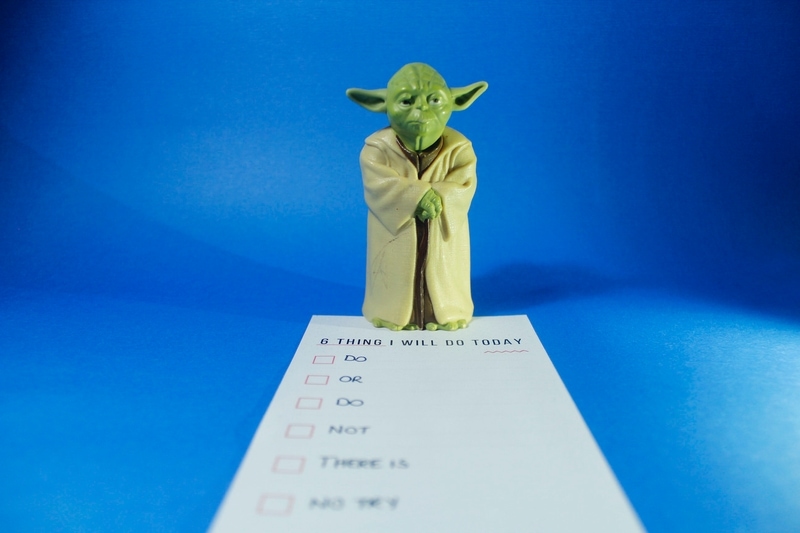 6 THING I WILL DO TODAY
DO
OR
DO
NOT
THERE IS
NO TRY